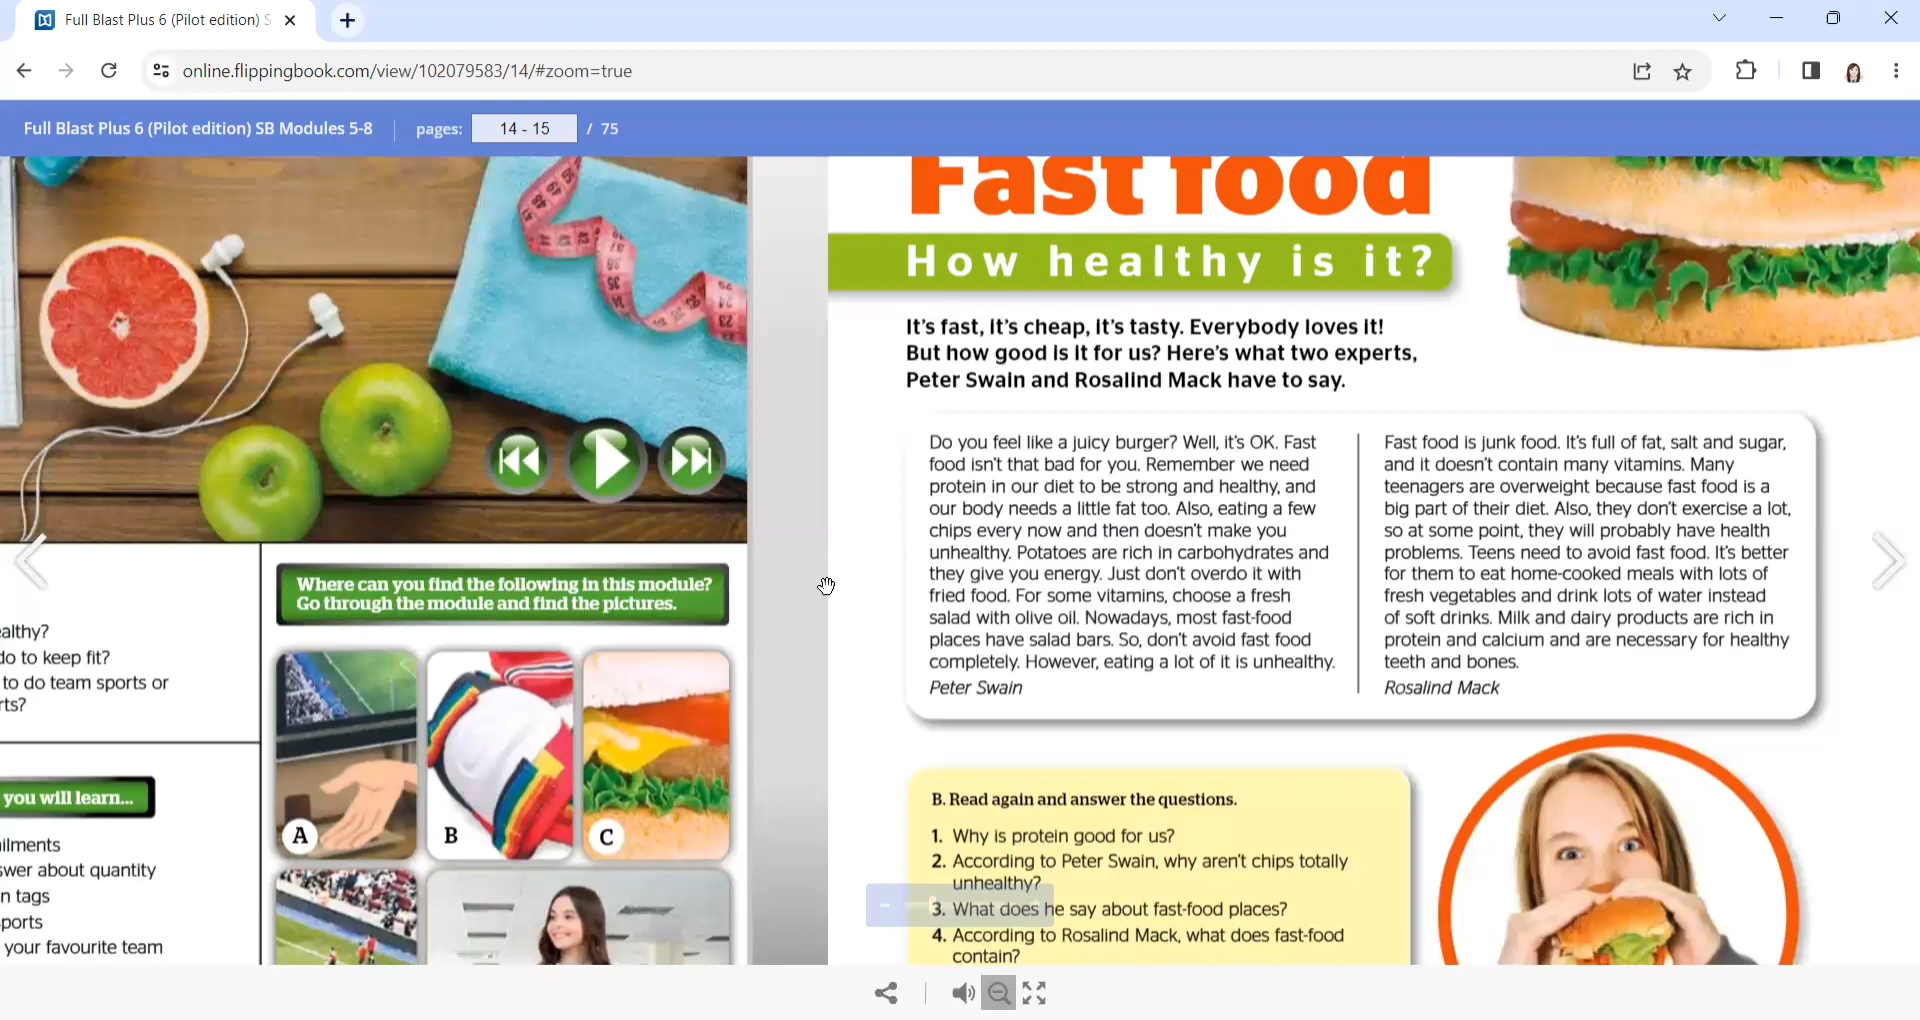 Full Blast Plus 6 (Pilot edition) S
online.flippingbook.com/view/102079583/14/#zoom=true
Full Blast Plus 6 (Pilot edition) SB Modules 5-8
pages: 14 - 15 / 75
Where can you find the following in this module?
Go through the module and find the pictures.
althy?
do to keep fit?
to do team sports or
rts?
you will learn...
ilments
swer about quantity
n tags
ports
your favourite team
A
B
C
Fast food
How healthy is it?
It's fast, it's cheap, it's tasty. Everybody loves it!
But how good is it for us? Here's what two experts,
Peter Swain and Rosalind Mack have to say.
Do you feel like a juicy burger? Well, it's OK. Fast
food isn't that bad for you. Remember we need
protein in our diet to be strong and healthy, and
our body needs a little fat too. Also, eating a few
chips every now and then doesn't make you
unhealthy. Potatoes are rich in carbohydrates and
they give you energy. Just don't overdo it with
fried food. For some vitamins, choose a fresh
salad with olive oil. Nowadays, most fast-food
places have salad bars. So, don't avoid fast food
completely. However, eating a lot of it is unhealthy.
Peter Swain
Fast food is junk food. It's full of fat, salt and sugar,
and it doesn't contain many vitamins. Many
teenagers are overweight because fast food is a
big part of their diet. Also, they don't exercise a lot,
so at some point, they will probably have health
problems. Teens need to avoid fast food. It's better
for them to eat home-cooked meals with lots of
fresh vegetables and drink lots of water instead
of soft drinks. Milk and dairy products are rich in
protein and calcium and are necessary for healthy
teeth and bones.
Rosalind Mack
B. Read again and answer the questions.
1. Why is protein good for us?
2. According to Peter Swain, why aren't chips totally
unhealthy?
3. What does he say about fast-food places?
4. According to Rosalind Mack, what does fast-food
contain?